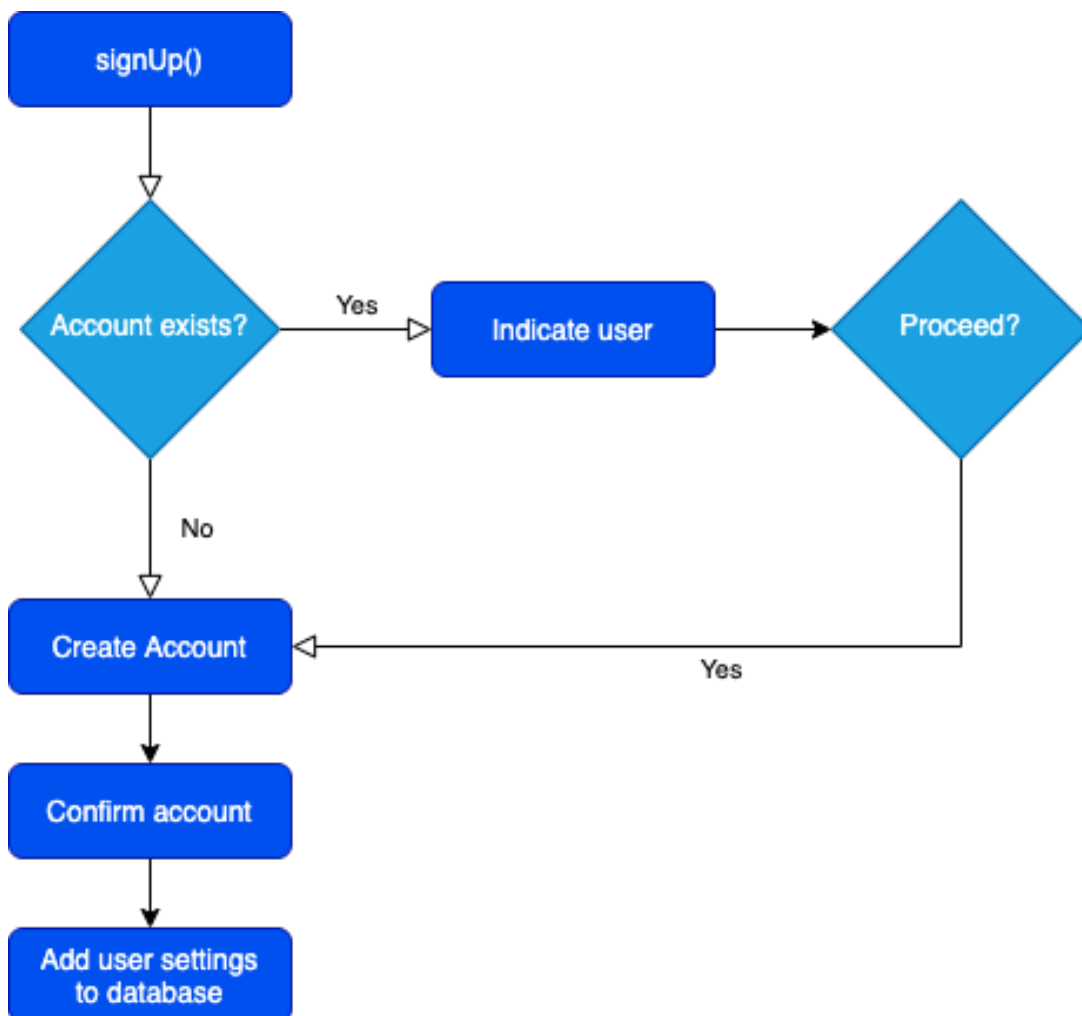 signUp()
Account exists?
Yes
Indicate user
Proceed?
No
Create Account
Yes
Confirm account
Add user settings
to database